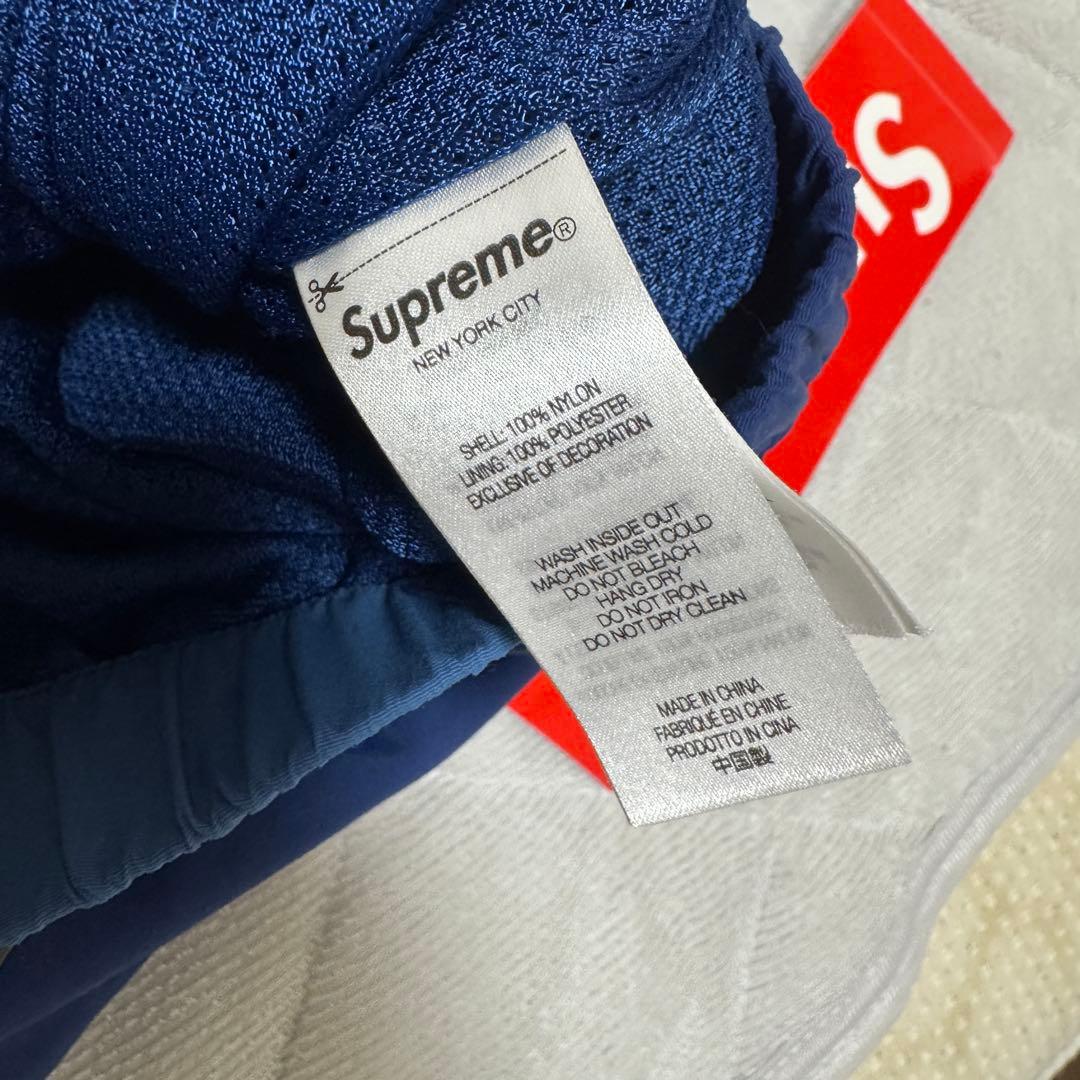 Supreme®
NEW YORK CITY
SHELL: 100% NYLON
LINING: 100% POLYESTER
EXCLUSIVE OF DECORATION
WASH INSIDE OUT
MACHINE WASH COLD
DO NOT BLEACH
HANG DRY
DO NOT IRON
DO NOT DRY CLEAN
MADE IN CHINA
FABRIQUÉ EN CHINE
PRODOTTO IN CINA
中国製
Su